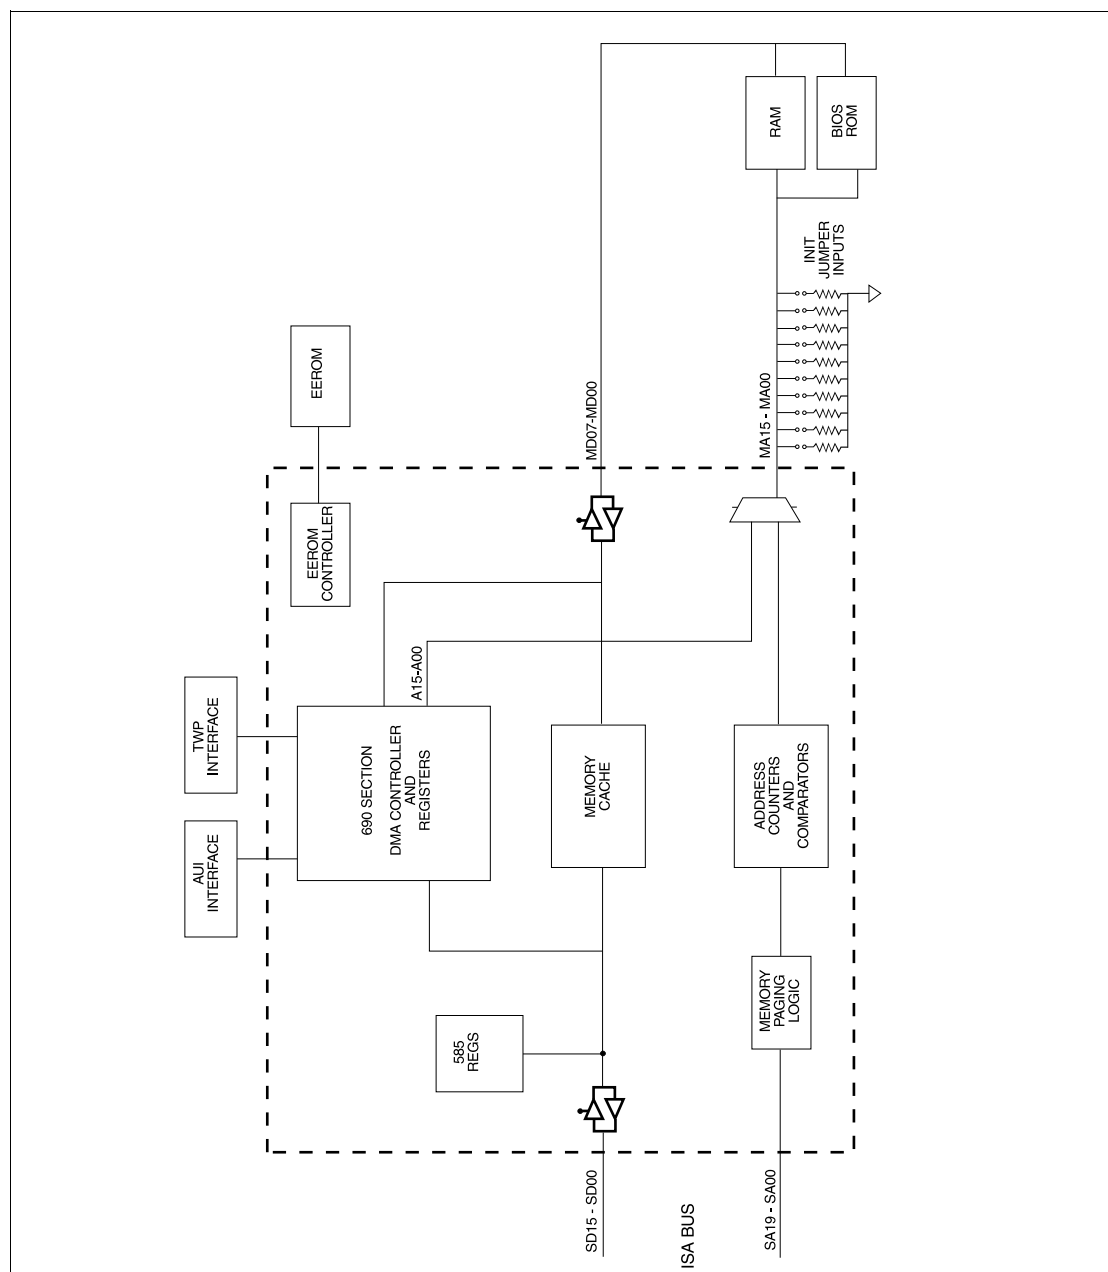 RAM
BIOS
ROM
INIT
JUMPER
INPUTS
EEROM
MD07-MD00
MA15 - MA00
EEROM
CONTROLLER
A15-A00
TWP
INTERFACE
690 SECTION
DMA CONTROLLER
AND
REGISTERS
MEMORY
CACHE
ADDRESS
COUNTERS
AND
COMPARATORS
AUI
INTERFACE
MEMORY
PAGING
LOGIC
585
REGS
SD15 - SD00
ISA BUS
SA19 - SA00